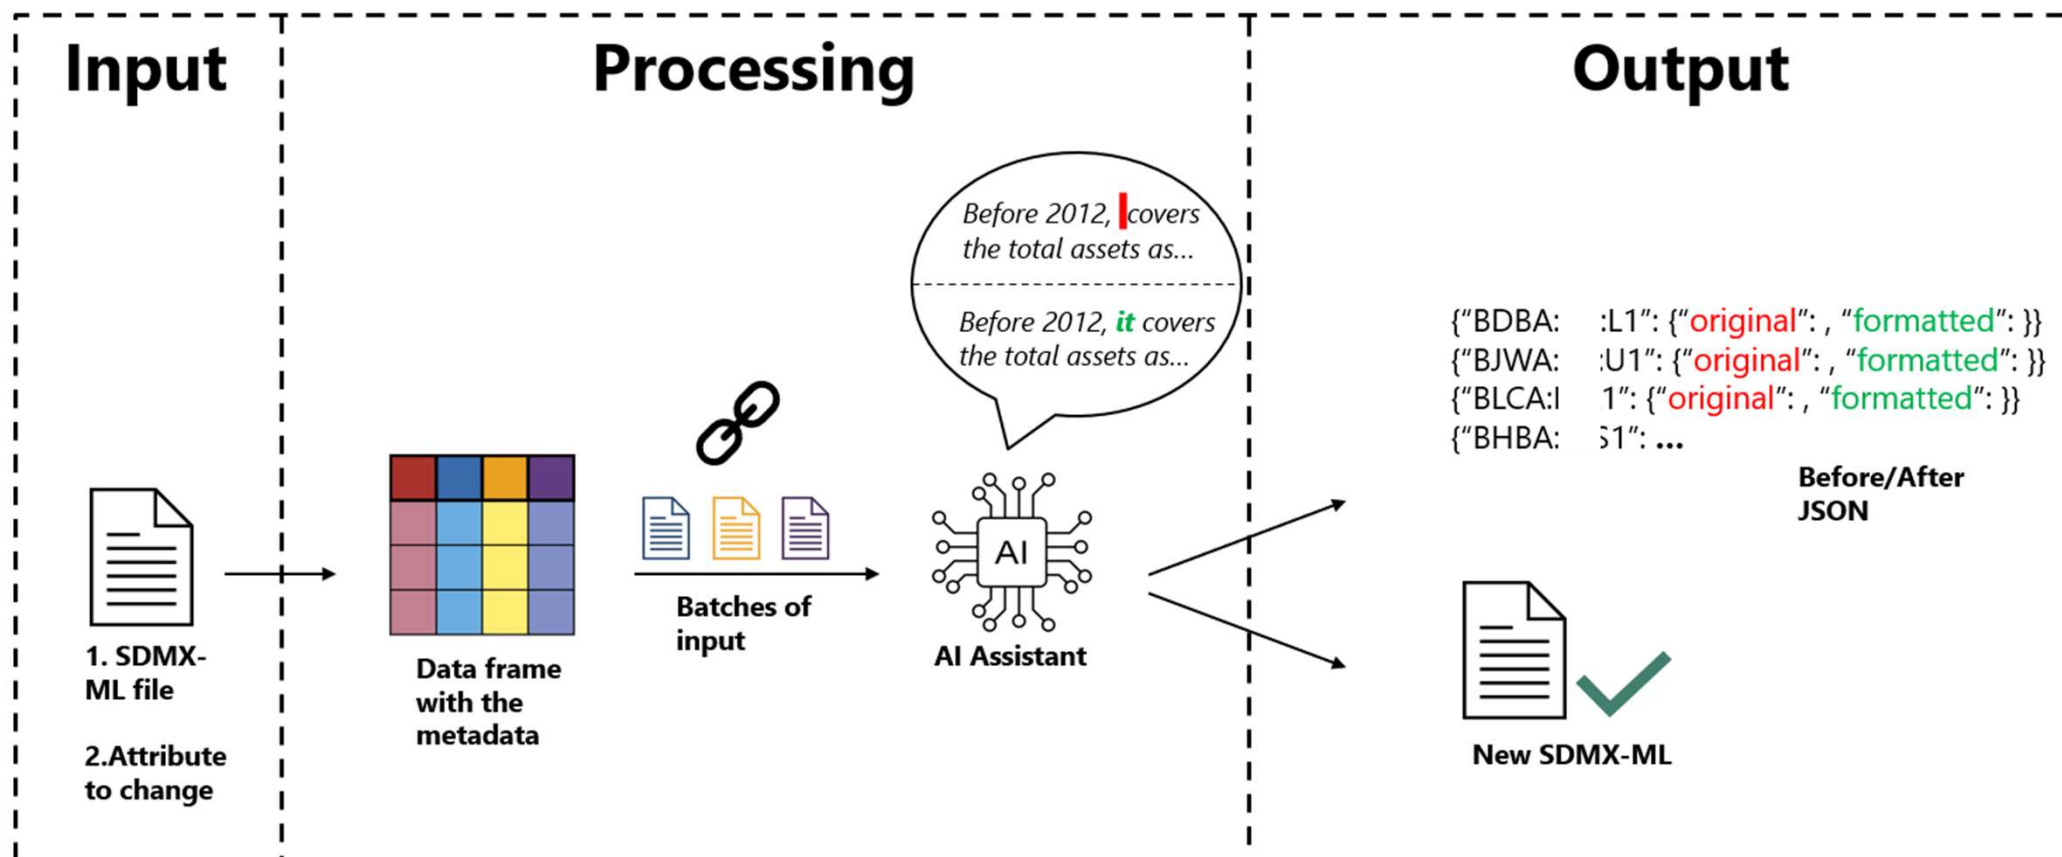 Input
Processing
Output
Before 2012, covers
the total assets as...
Before 2012, it covers
the total assets as...
{“BDBA: :L1”: {“original”: , “formatted”: }}
{“BJWA: :U1”: {“original”: , “formatted”: }}
{“BLCA:I 1”: {“original”: , “formatted”: }}
{“BHBA: S1”: ...
Before/After
JSON
AI
1. SDMX-
ML file
2.Attribute
to change
Data frame
with the
metadata
Batches of
input
AI Assistant
New SDMX-ML